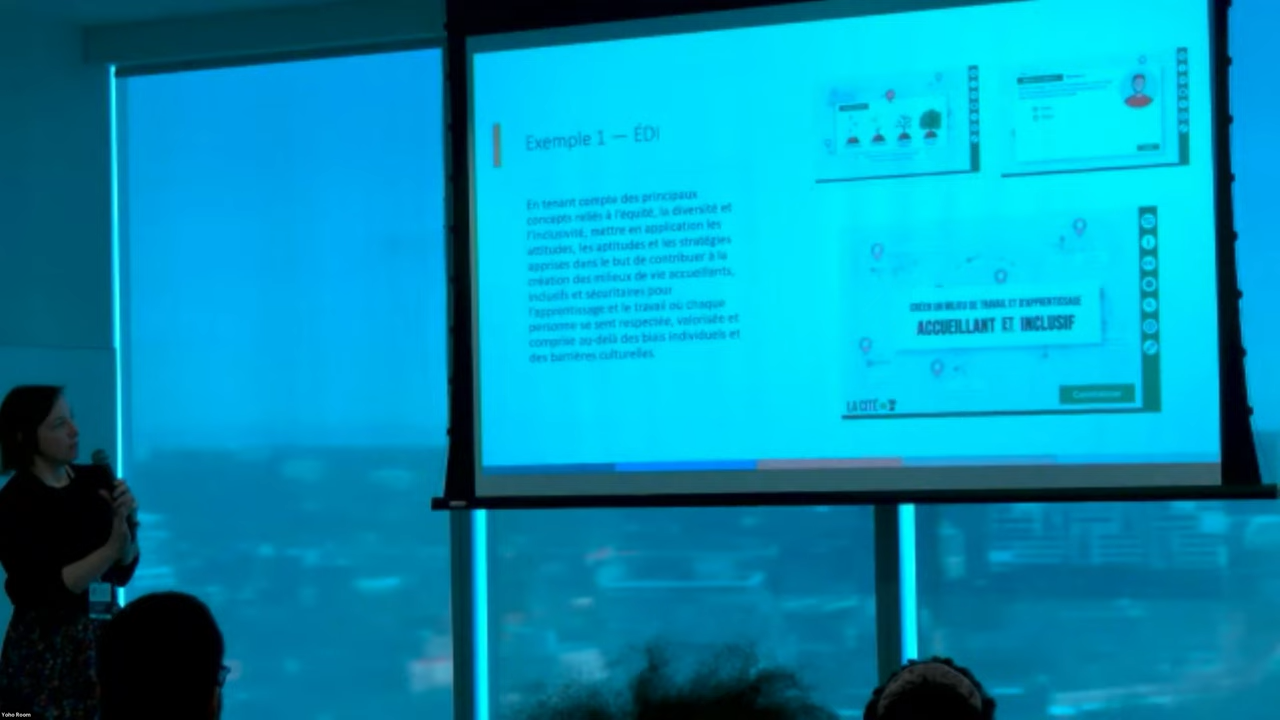 Exemple 1 — ÉDI
En tenant compte des principaux
concepts reliés à l'équité, la diversité et
l'inclusivité, mettre en application les
attitudes, les aptitudes et les stratégies
apprises dans le but de contribuer à la
création des milieux de vie accueillants,
inclusifs et sécuritaires pour
l'apprentissage et le travail où chaque
personne se sent respectée, valorisée et
comprise au-delà des biais individuels et
des barrières culturelles.
CRÉER UN MILIEU DE TRAVAIL ET D'APPRENTISSAGE
ACCUEILLANT ET INCLUSIF
Commencer
LA CITÉ
Yoho Room